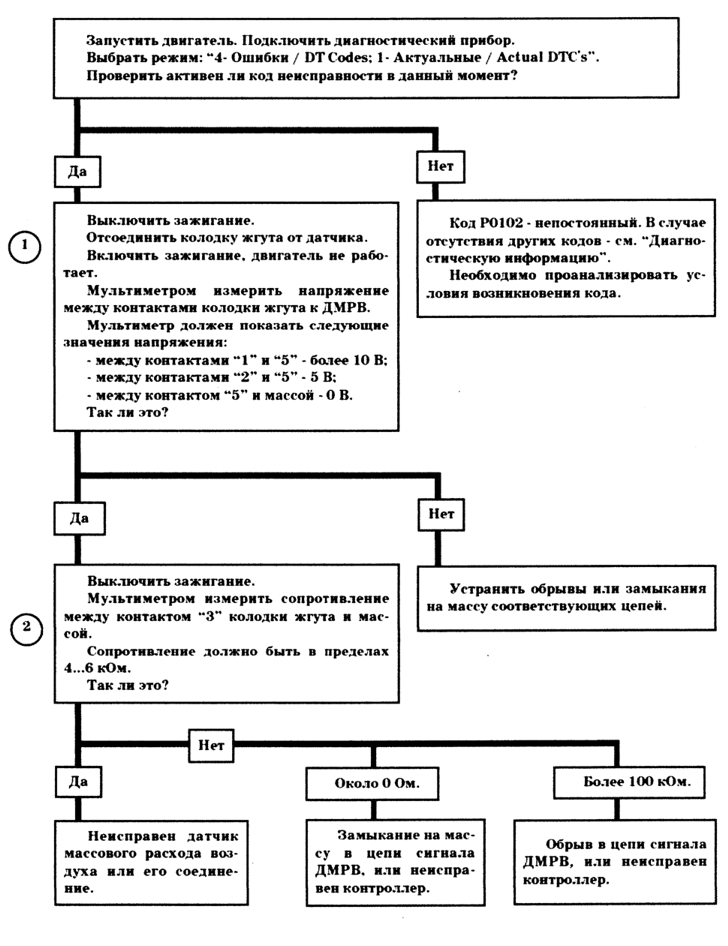 Запустить двигатель. Подключить диагностический прибор.
Выбрать режим: “4- Ошибки / DT Codes; 1- Актуальные / Actual DTC's”.
Проверить активен ли код неисправности в данный момент?
Да
Нет
1
Выключить зажигание.
Отсоединить колодку жгута от датчика.
Включить зажигание, двигатель не рабо-
тает.
Мультиметром измерить напряжение
между контактами колодки жгута к ДМРВ.
Мультиметр должен показать следующие
значения напряжения:
- между контактами “1” и “5” - более 10 В;
- между контактами “2” и “5” - 5 В;
- между контактом “5” и массой - 0 В.
Так ли это?
Код P0102 - непостоянный. В случае
отсутствия других кодов - см. “Диагно-
стическую информацию”.
Необходимо проанализировать ус-
ловия возникновения кода.
Да
Нет
2
Выключить зажигание.
Мультиметром измерить сопротивление
между контактом “3” колодки жгута и мас-
сой.
Сопротивление должно быть в пределах
4...6 кОм.
Так ли это?
Устранить обрывы или замыкания
на массу соответствующих цепей.
Нет
Да
Около 0 Ом.
Более 100 кОм.
Неисправен датчик
массового расхода воз-
духа или его соедине-
ние.
Замыкание на мас-
су в цепи сигнала
ДМРВ, или неиспра-
вен контроллер.
Обрыв в цепи сигнала
ДМРВ, или неисправен
контроллер.